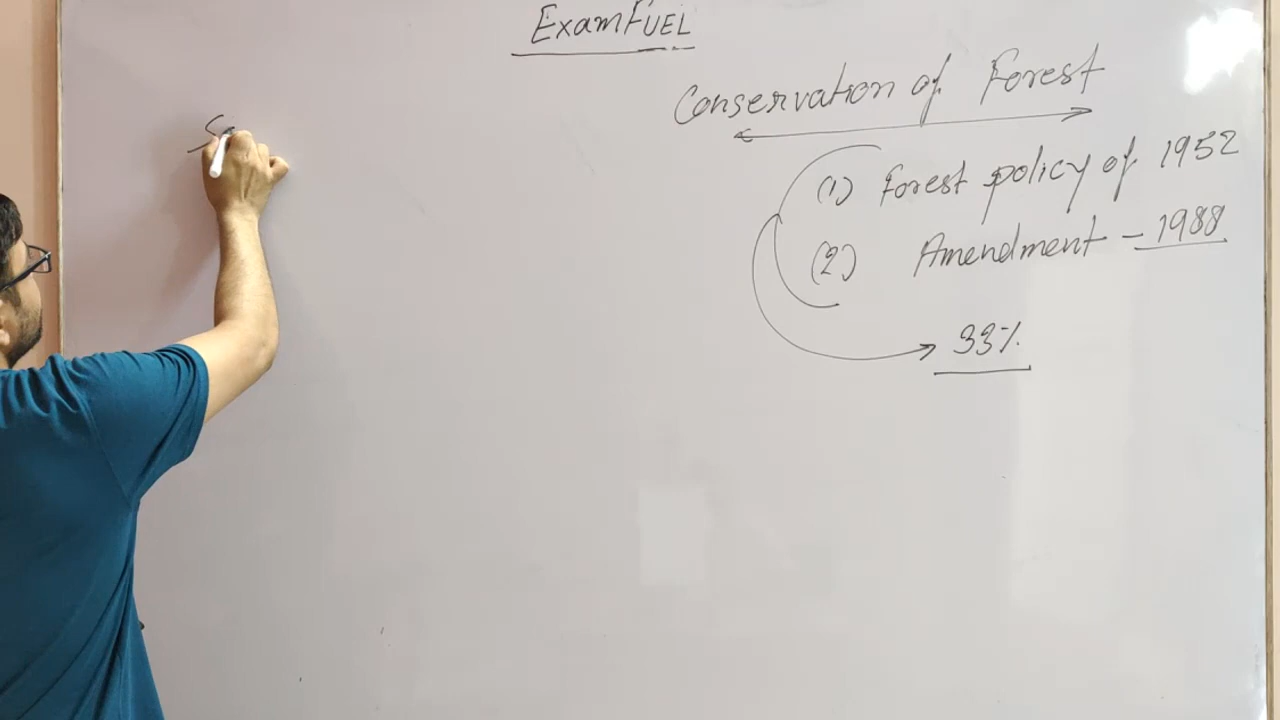 ExamFUEL
Conservation of Forest
(1) Forest policy of 1952
(2) Amendment - 1988
33%
S